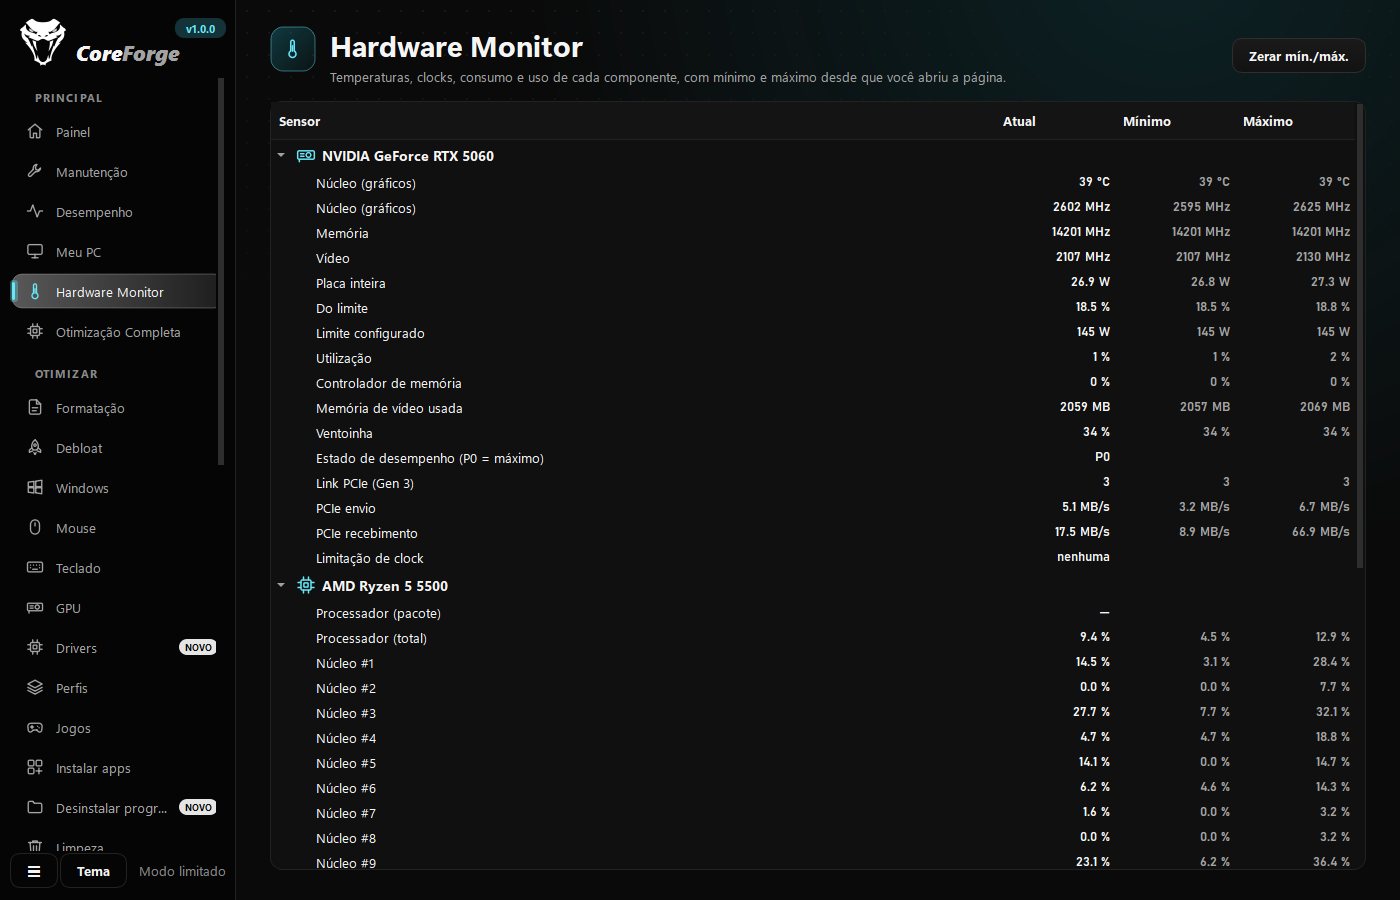 v1.0.0
CoreForge
PRINCIPAL
Painel
Manutenção
Desempenho
Meu PC
Hardware Monitor
Otimização Completa
OTIMIZAR
Formatação
Debloat
Windows
Mouse
Teclado
GPU
Drivers NOVO
Perfis
Jogos
Instalar apps
Desinstalar progr... NOVO
Limpeza
Tema Modo limitado
Hardware Monitor
Temperaturas, clocks, consumo e uso de cada componente, com mínimo e máximo desde que você abriu a página.
Zerar mín./máx.
Sensor Atual Mínimo Máximo
NVIDIA GeForce RTX 5060
Núcleo (gráficos) 39 °C 39 °C 39 °C
Núcleo (gráficos) 2602 MHz 2595 MHz 2625 MHz
Memória 14201 MHz 14201 MHz 14201 MHz
Vídeo 2107 MHz 2107 MHz 2130 MHz
Placa inteira 26.9 W 26.8 W 27.3 W
Do limite 18.5 % 18.5 % 18.8 %
Limite configurado 145 W 145 W 145 W
Utilização 1 % 1 % 2 %
Controlador de memória 0 % 0 % 0 %
Memória de vídeo usada 2059 MB 2057 MB 2069 MB
Ventoinha 34 % 34 % 34 %
Estado de desempenho (P0 = máximo) P0
Link PCIe (Gen 3) 3 3 3
PCIe envio 5.1 MB/s 3.2 MB/s 6.7 MB/s
PCIe recebimento 17.5 MB/s 8.9 MB/s 66.9 MB/s
Limitação de clock nenhuma
AMD Ryzen 5 5500
Processador (pacote) —
Processador (total) 9.4 % 4.5 % 12.9 %
Núcleo #1 14.5 % 3.1 % 28.4 %
Núcleo #2 0.0 % 0.0 % 7.7 %
Núcleo #3 27.7 % 7.7 % 32.1 %
Núcleo #4 4.7 % 4.7 % 18.8 %
Núcleo #5 14.1 % 0.0 % 14.7 %
Núcleo #6 6.2 % 4.6 % 14.3 %
Núcleo #7 1.6 % 0.0 % 3.2 %
Núcleo #8 0.0 % 0.0 % 3.2 %
Núcleo #9 23.1 % 6.2 % 36.4 %